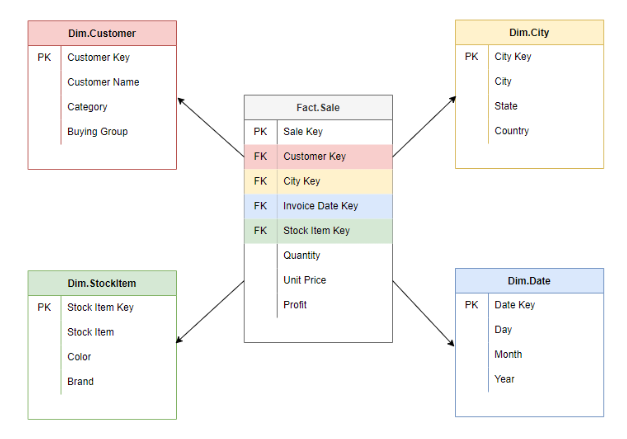 Dim.Customer
PK Customer Key
Customer Name
Category
Buying Group
Dim.City
PK City Key
City
State
Country
Fact.Sale
PK Sale Key
FK Customer Key
FK City Key
FK Invoice Date Key
FK Stock Item Key
Quantity
Unit Price
Profit
Dim.StockItem
PK Stock Item Key
Stock Item
Color
Brand
Dim.Date
PK Date Key
Day
Month
Year